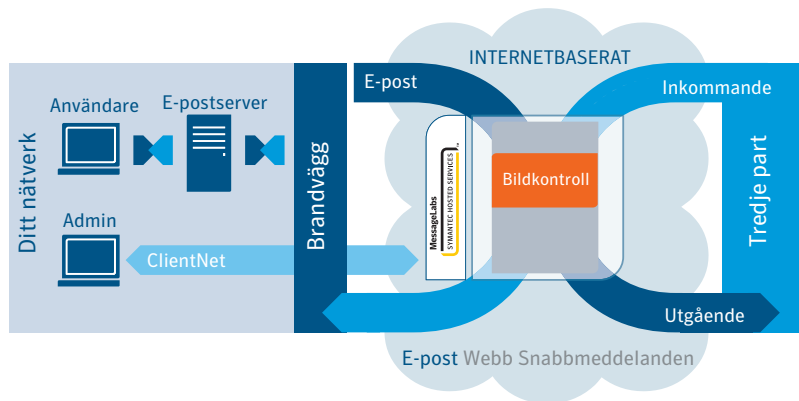 INTERNETBASERAT
E-post
Inkommande
Användare
E-postserver
Ditt nätverk
Brandvägg
MessageLabs
SYMANTEC HOSTED SERVICES
™
Bildkontroll
Tredje part
Admin
ClientNet
Utgående
E-post Webb Snabbmeddelanden